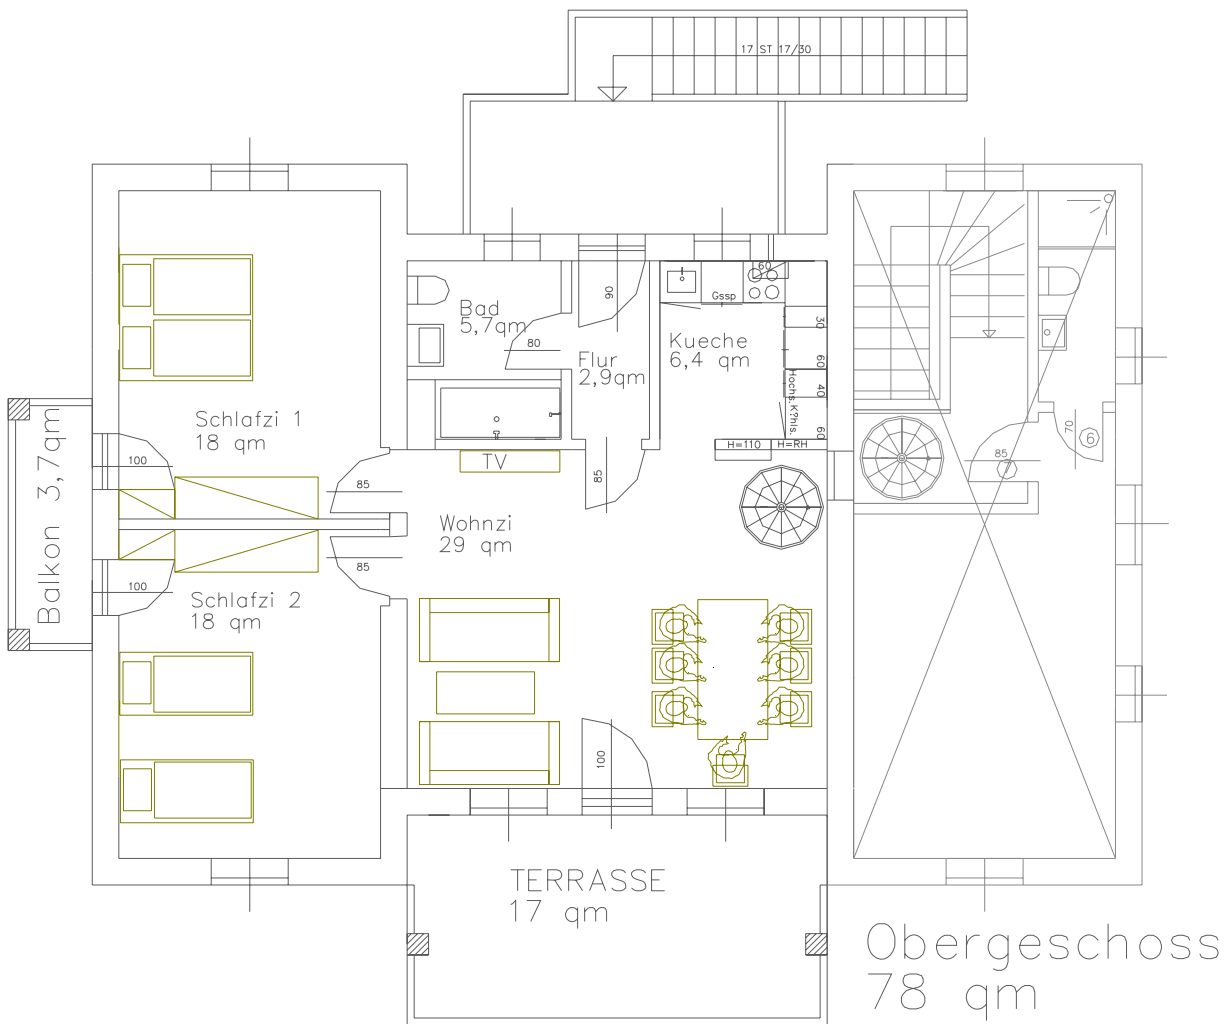 17 ST 17/30
60
90
Gssp
Bad
5,7qm
80
Flur
2,9qm
Kueche
6,4 qm
30
60
40
Hochs.K?hls.
60
H=110
H=RH
Schlafzi 1
18 qm
100
85
TV
85
Wohnzi
29 qm
70
6
85
7
Balkon 3,7qm
85
100
Schlafzi 2
18 qm
100
TERRASSE
17 qm
Obergeschoss
78 qm